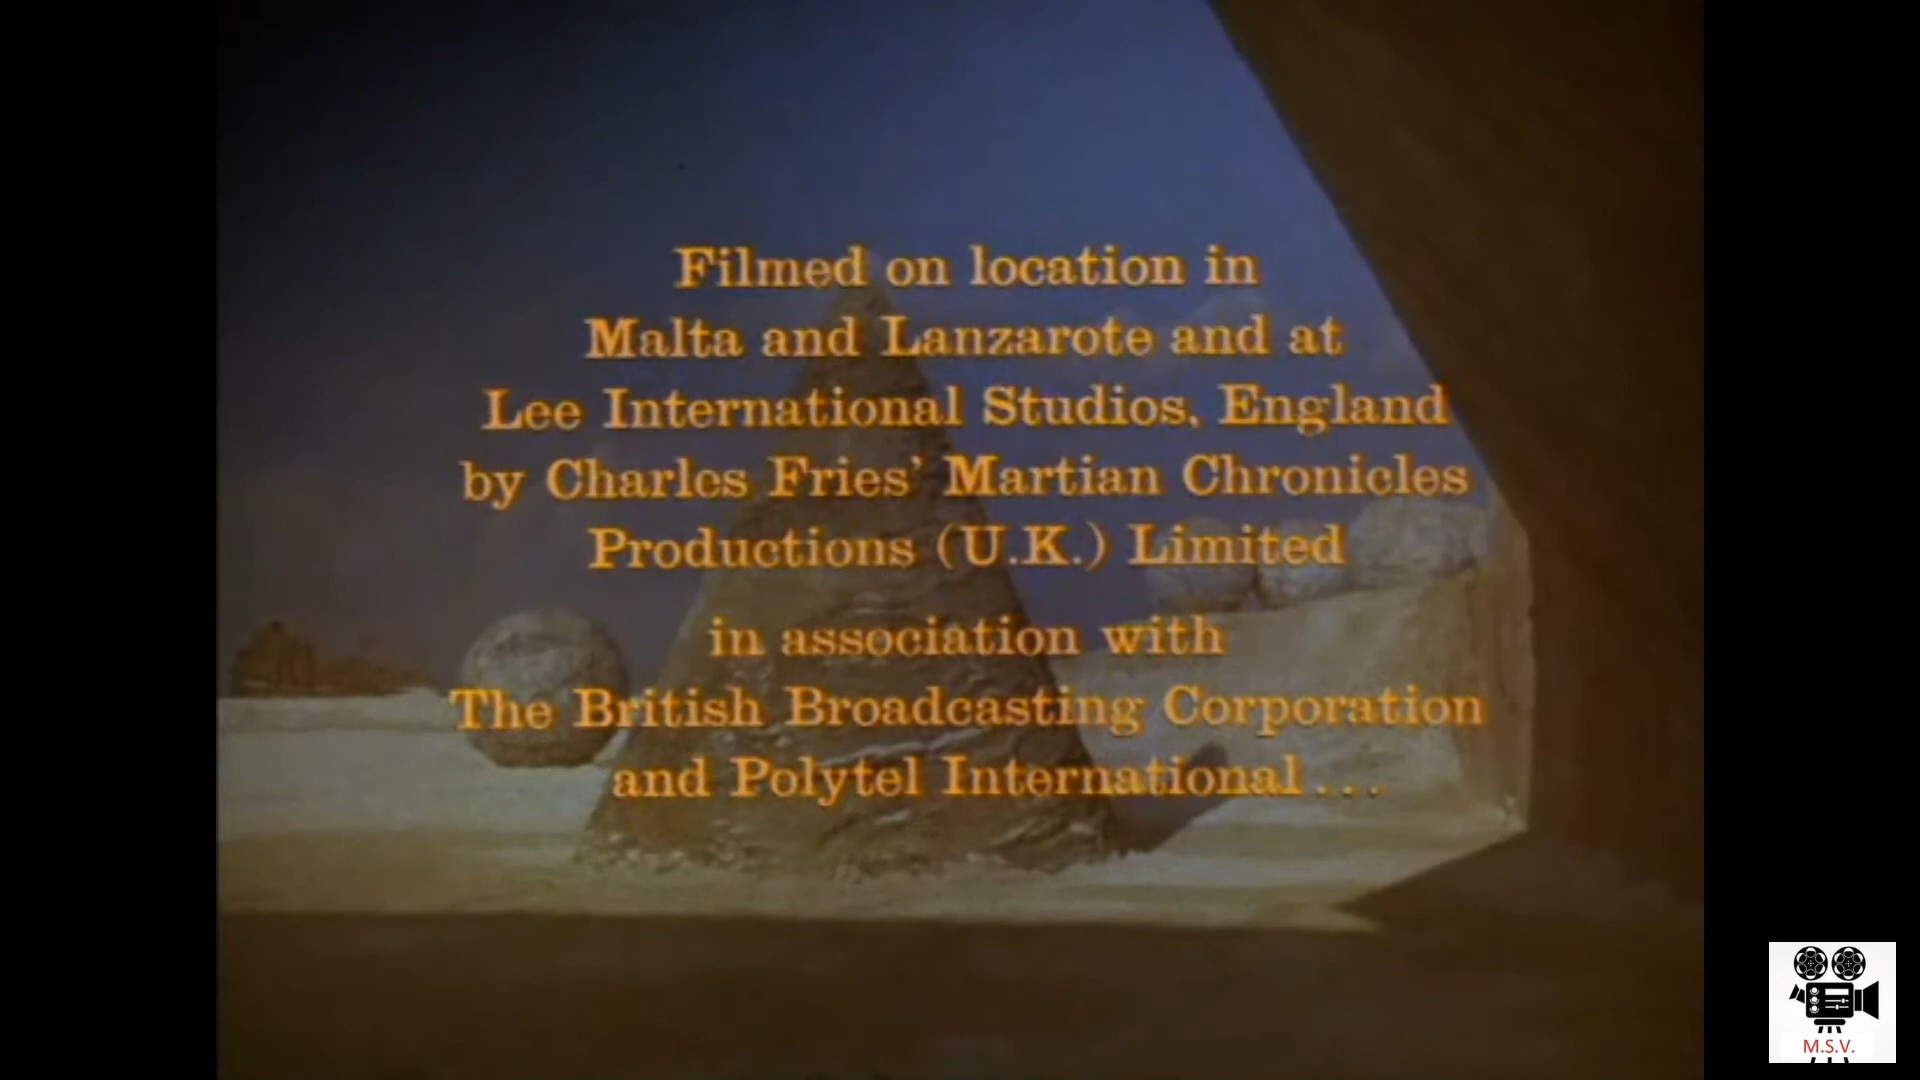 Filmed on location in
Malta and Lanzarote and at
Lee International Studios, England
by Charles Fries' Martian Chronicles
Productions (U.K.) Limited
in association with
The British Broadcasting Corporation
and Polytel International...
M.S.V.